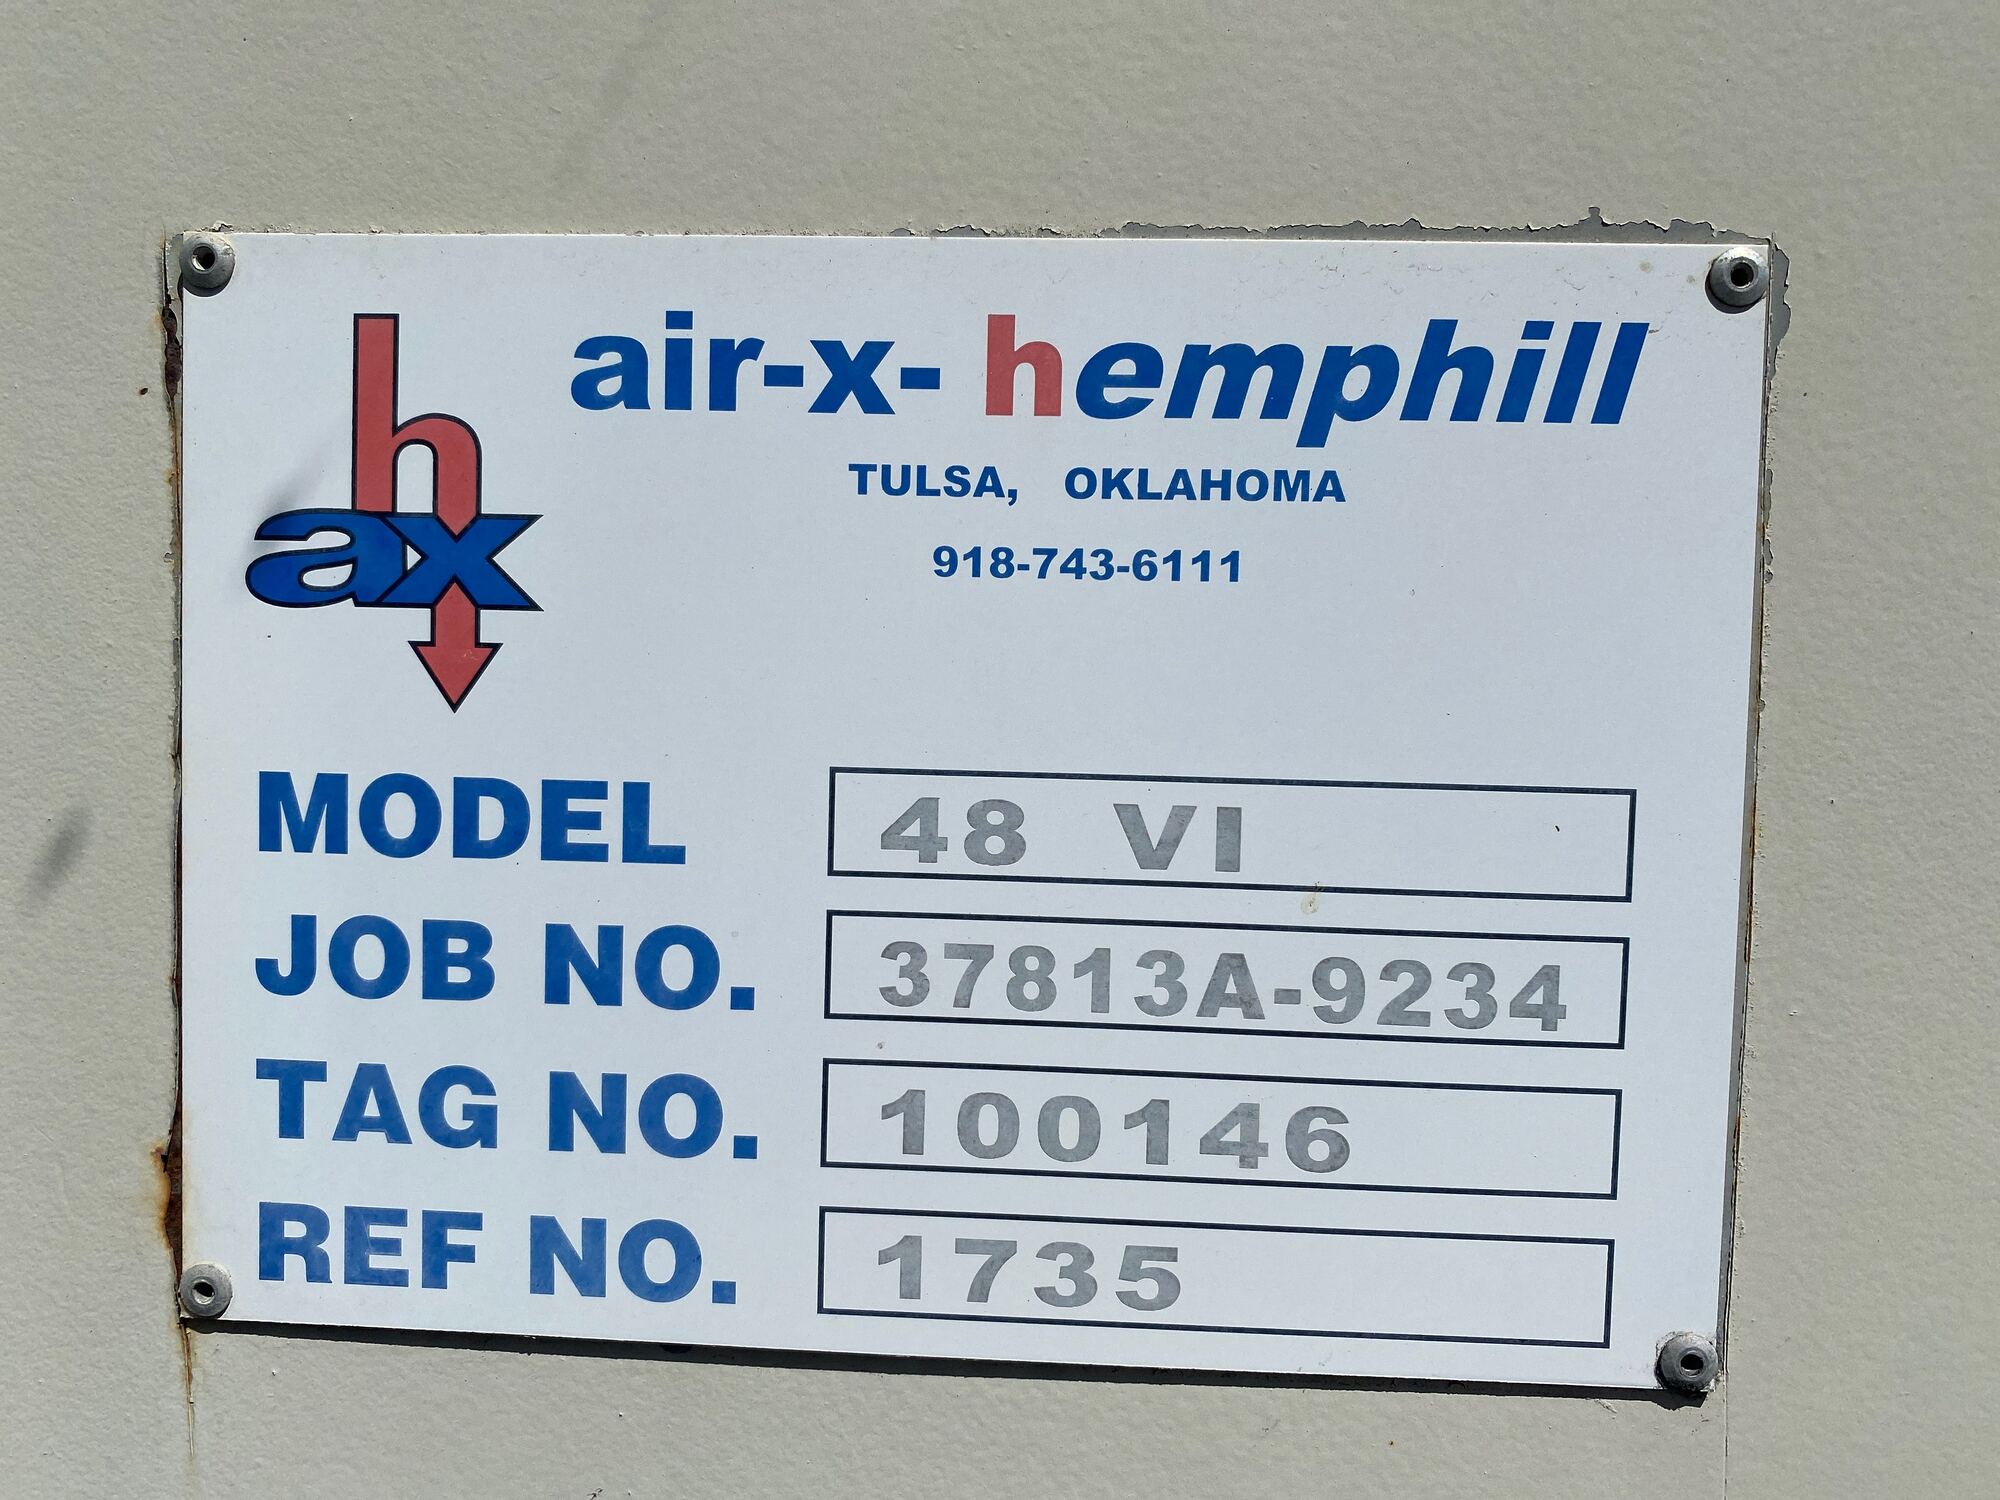 h
ax
air-x- hemphill
TULSA, OKLAHOMA
918-743-6111
MODEL 48 VI
JOB NO. 37813A-9234
TAG NO. 100146
REF NO. 1735